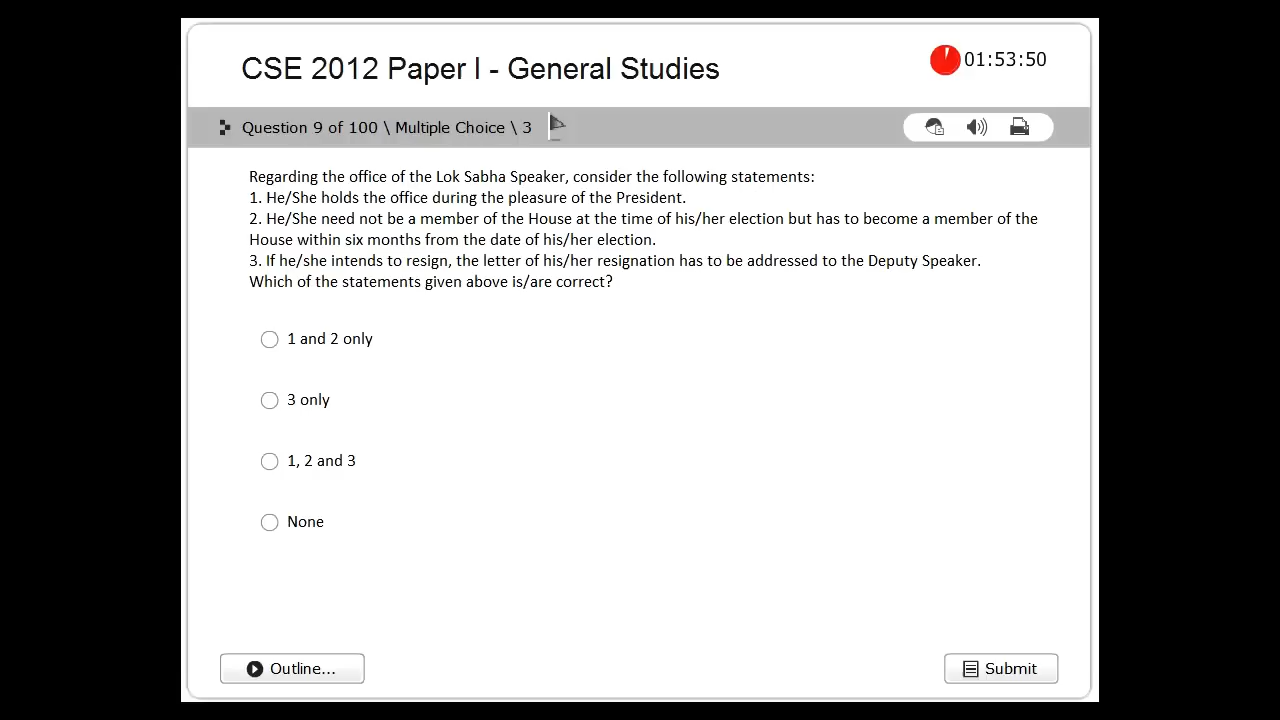 CSE 2012 Paper I - General Studies
01:53:50
Question 9 of 100 \ Multiple Choice \ 3
Regarding the office of the Lok Sabha Speaker, consider the following statements:
1. He/She holds the office during the pleasure of the President.
2. He/She need not be a member of the House at the time of his/her election but has to become a member of the
House within six months from the date of his/her election.
3. If he/she intends to resign, the letter of his/her resignation has to be addressed to the Deputy Speaker.
Which of the statements given above is/are correct?
1 and 2 only
3 only
1, 2 and 3
None
Outline...
Submit